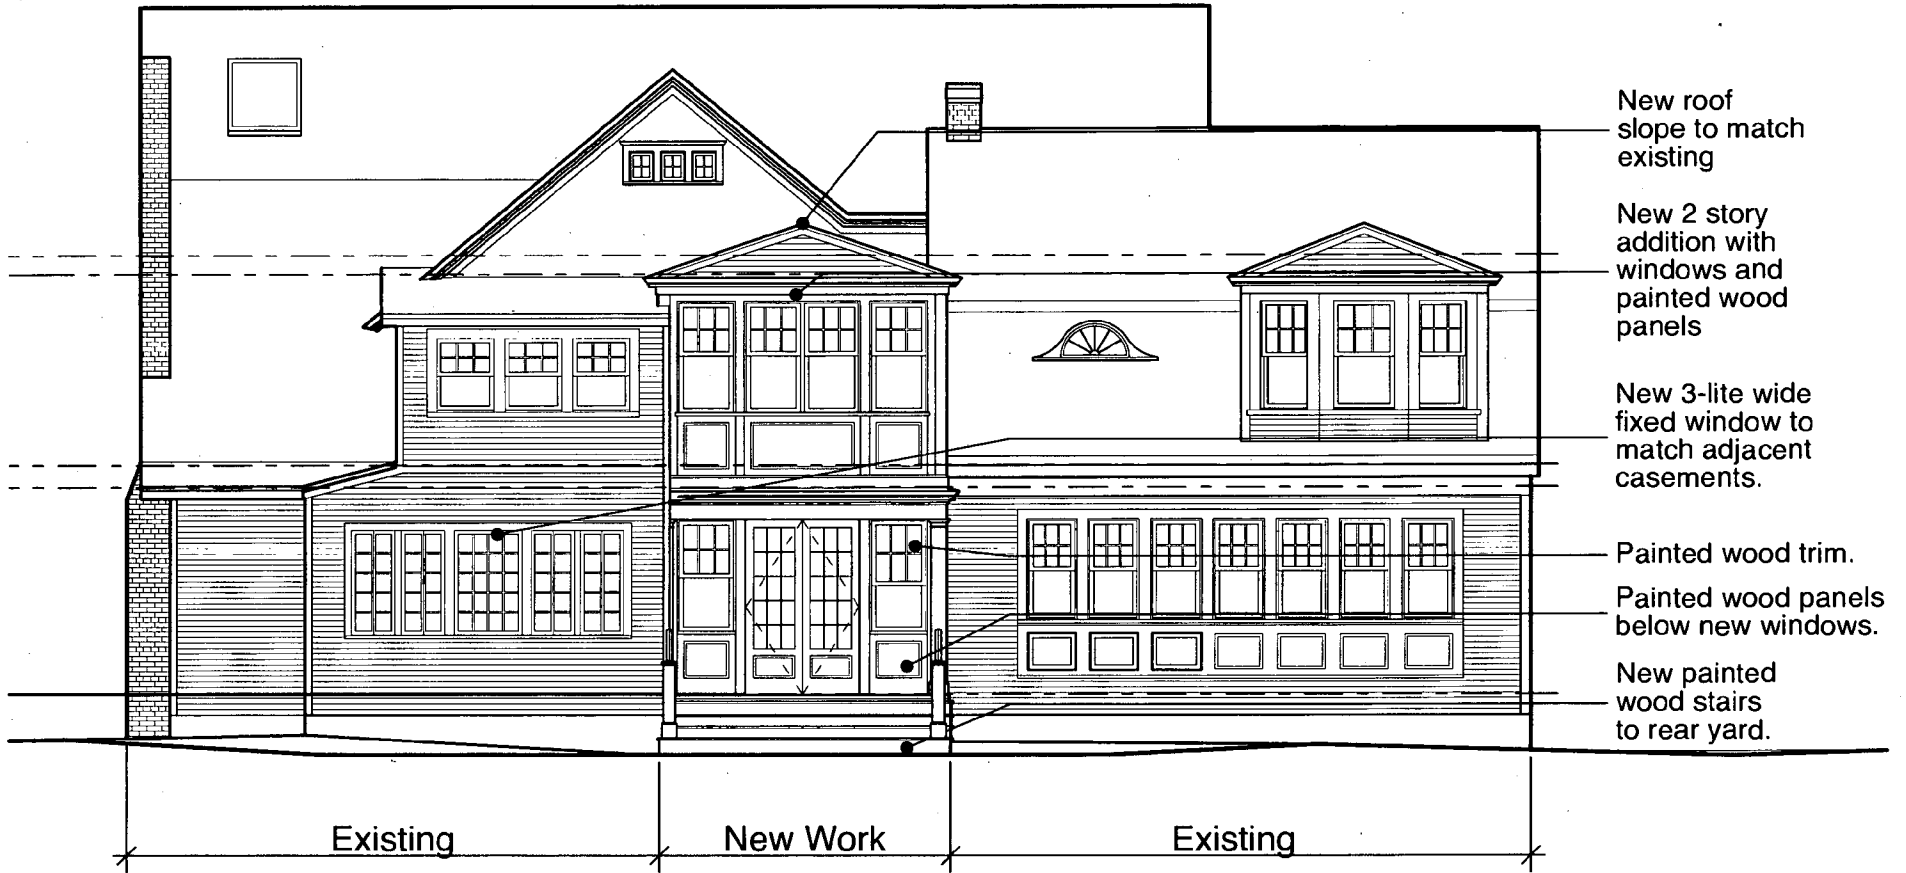 New roof
slope to match
existing
New 2 story
addition with
windows and
painted wood
panels
New 3-lite wide
fixed window to
match adjacent
casements.
Painted wood trim.
Painted wood panels
below new windows.
New painted
wood stairs
to rear yard.
Existing
New Work
Existing